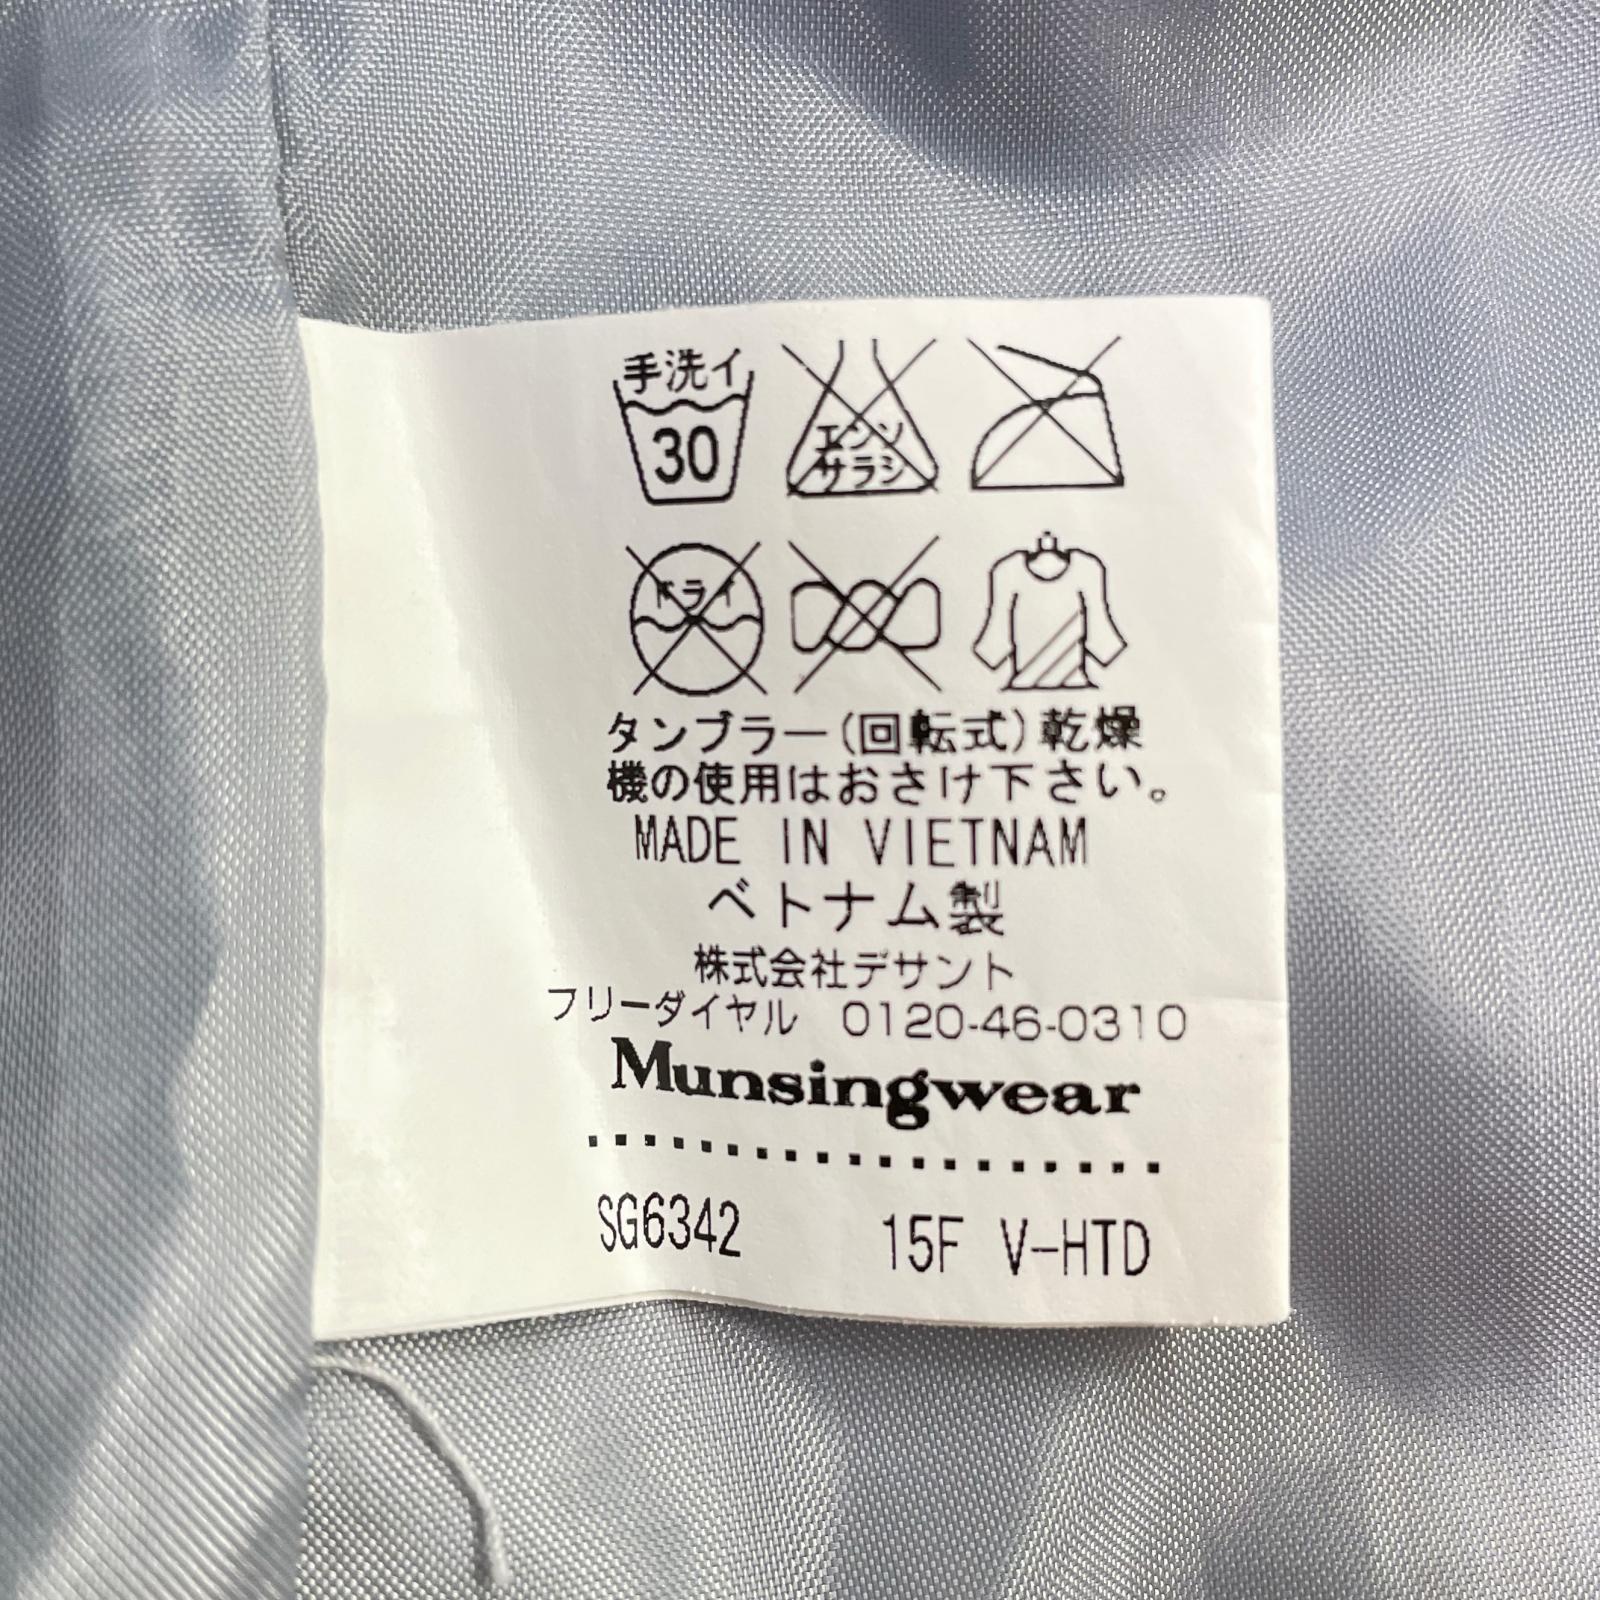 手洗イ
30
エンソ
サラシ
ドライ
タンブラー(回転式)乾燥
機の使用はおさけ下さい。
MADE IN VIETNAM
ベトナム製
株式会社デサント
フリーダイヤル 0120-46-0310
Munsingwear
SG6342 15F V-HTD